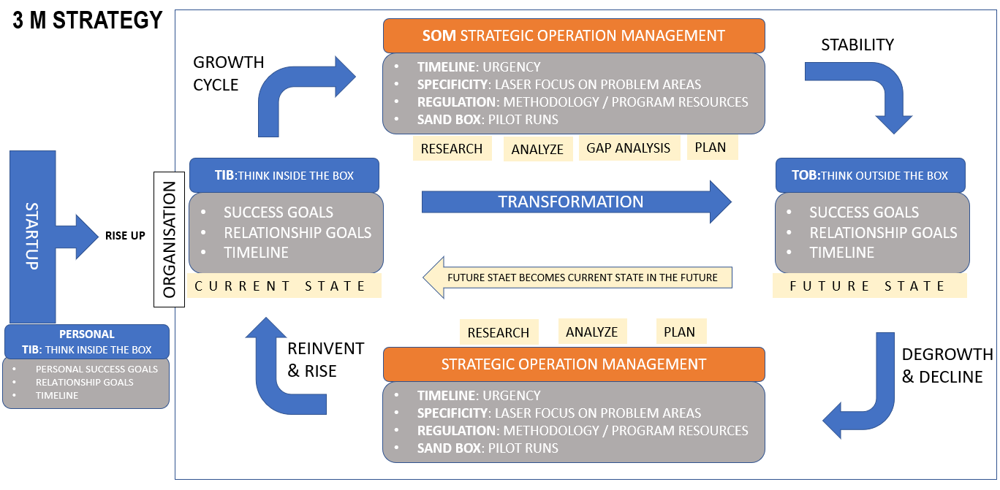 3 M STRATEGY
SOM STRATEGIC OPERATION MANAGEMENT
• TIMELINE: URGENCY
• SPECIFICITY: LASER FOCUS ON PROBLEM AREAS
• REGULATION: METHODOLOGY / PROGRAM RESOURCES
• SAND BOX: PILOT RUNS
GROWTH
CYCLE
STABILITY
RESEARCH
ANALYZE
GAP ANALYSIS
PLAN
STARTUP
RISE UP
ORGANISATION
TIB:THINK INSIDE THE BOX
• SUCCESS GOALS
• RELATIONSHIP GOALS
• TIMELINE
CURRENT STATE
TRANSFORMATION
FUTURE STAET BECOMES CURRENT STATE IN THE FUTURE
TOB:THINK OUTSIDE THE BOX
• SUCCESS GOALS
• RELATIONSHIP GOALS
• TIMELINE
FUTURE STATE
PERSONAL
TIB: THINK INSIDE THE BOX
• PERSONAL SUCCESS GOALS
• RELATIONSHIP GOALS
• TIMELINE
REINVENT
& RISE
RESEARCH
ANALYZE
PLAN
STRATEGIC OPERATION MANAGEMENT
• TIMELINE: URGENCY
• SPECIFICITY: LASER FOCUS ON PROBLEM AREAS
• REGULATION: METHODOLOGY / PROGRAM RESOURCES
• SAND BOX: PILOT RUNS
DEGROWTH
& DECLINE